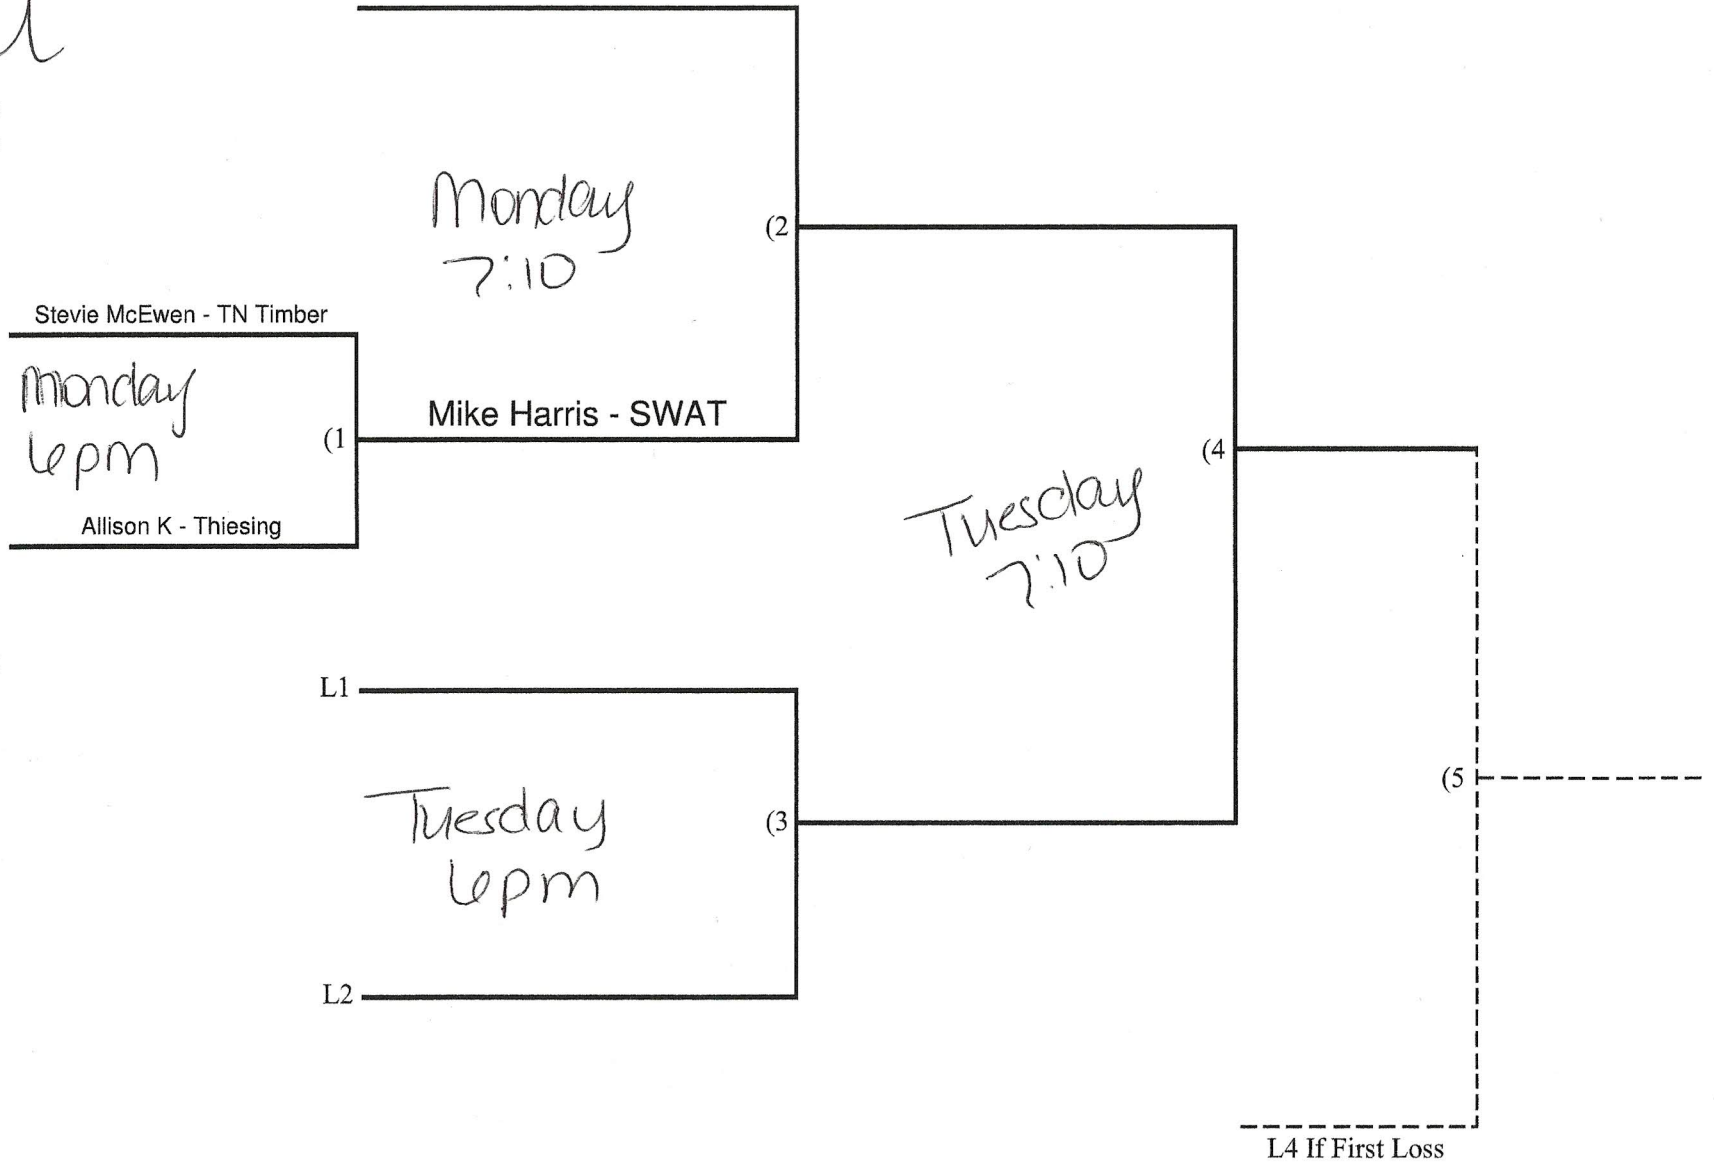 Monday
7:10
(2
Stevie McEwen - TN Timber
Monday
6pm
(1
Mike Harris - SWAT
Allison K - Thiesing
(4
Tuesday
7:10
L1
Tuesday
6pm
(3
(5
L2
L4 If First Loss